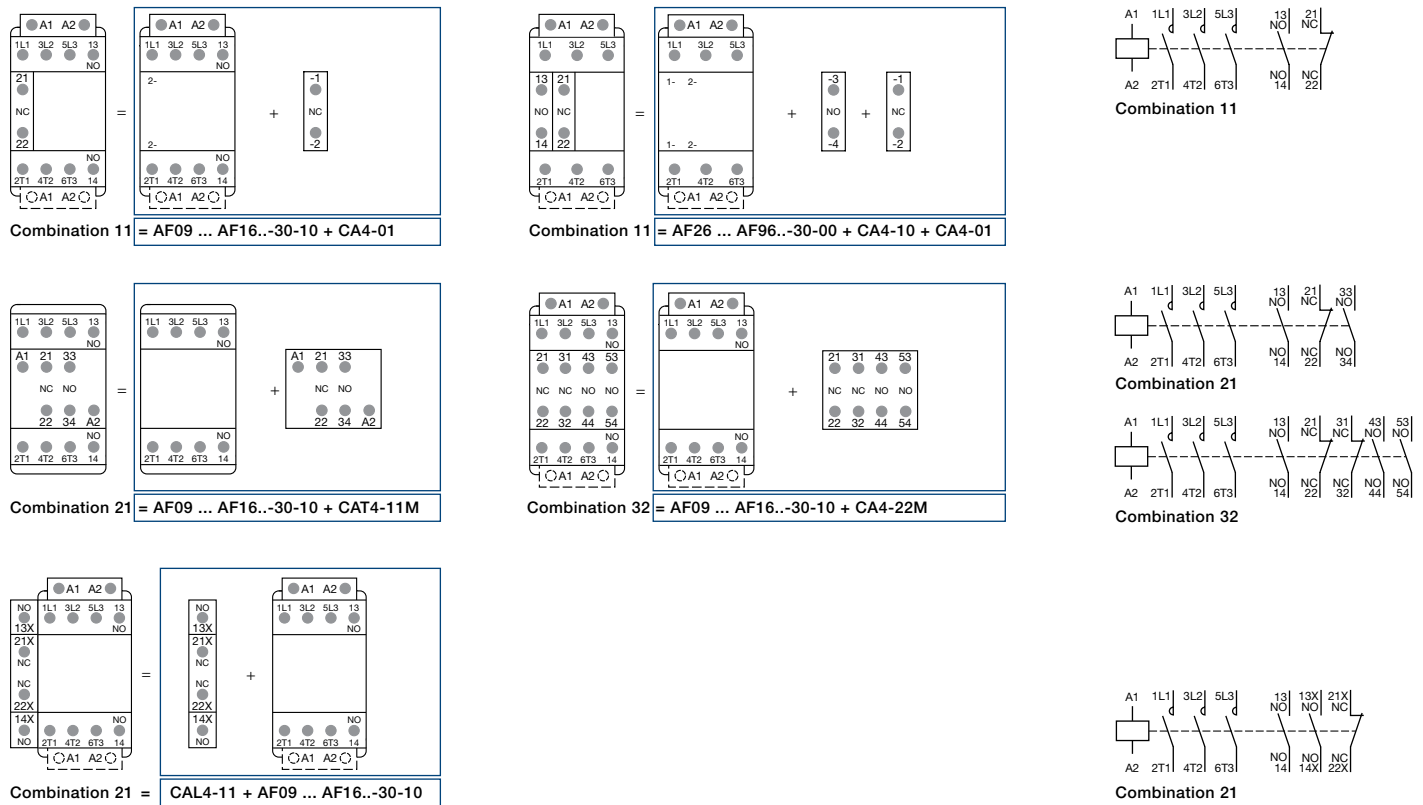 A1 A2 A1 A2
1L1 3L2 5L3 13 1L1 3L2 5L3 13
NO NO
21 2- -1
NC = + NC
22 2- -2
NO NO
2T1 4T2 6T3 14 2T1 4T2 6T3 14
A1 A2 A1 A2
Combination 11 = AF09 ... AF16..-30-10 + CA4-01
A1 A2 A1 A2
1L1 3L2 5L3 1L1 3L2 5L3
13 21 1- 2- -3 -1
NO NC = + NO + NC
14 22 1- 2- -4 -2
2T1 4T2 6T3 2T1 4T2 6T3
A1 A2 A1 A2
Combination 11 = AF26 ... AF96..-30-00 + CA4-10 + CA4-01
A1 1L1 3L2 5L3 13 21
NO NC
NO NC
A2 2T1 4T2 6T3 14 22
Combination 11
1L1 3L2 5L3 13 1L1 3L2 5L3 13
NO NO
A1 21 33 A1 21 33
NC NO = + NC NO
22 34 A2 22 34 A2
NO NO
2T1 4T2 6T3 14 2T1 4T2 6T3 14
Combination 21 = AF09 ... AF16..-30-10 + CAT4-11M
A1 A2 A1 A2
1L1 3L2 5L3 13 1L1 3L2 5L3 13
NO NO
21 31 43 53 21 31 43 53
NC NC NO NO = + NC NC NO NO
22 32 44 54 22 32 44 54
NO NO
2T1 4T2 6T3 14 2T1 4T2 6T3 14
A1 A2 A1 A2
Combination 32 = AF09 ... AF16..-30-10 + CA4-22M
A1 1L1 3L2 5L3 13 21 33
NO NC NO
NO NC NO
A2 2T1 4T2 6T3 14 22 34
Combination 21
A1 1L1 3L2 5L3 13 21 31 43 53
NO NC NC NO NO
NO NC NC NO NO
A2 2T1 4T2 6T3 14 22 32 44 54
Combination 32
A1 A2 A1 A2
NO 1L1 3L2 5L3 13 NO 1L1 3L2 5L3 13
13X NO 13X NO
21X 21X
NC NC
= +
NC NC
22X 22X
14X NO 14X NO
NO 2T1 4T2 6T3 14 NO 2T1 4T2 6T3 14
A1 A2 A1 A2
Combination 21 = CAL4-11 + AF09 ... AF16..-30-10
A1 1L1 3L2 5L3 13 13X 21X
NO NO NC
NO NO NC
A2 2T1 4T2 6T3 14 14X 22X
Combination 21